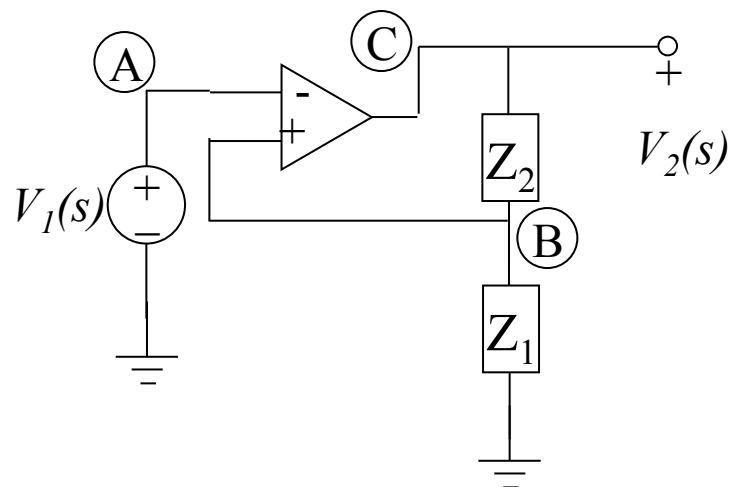 A
C
-
+
+
V₂(s)
Z₂
V₁(s)
+
−
B
Z₁